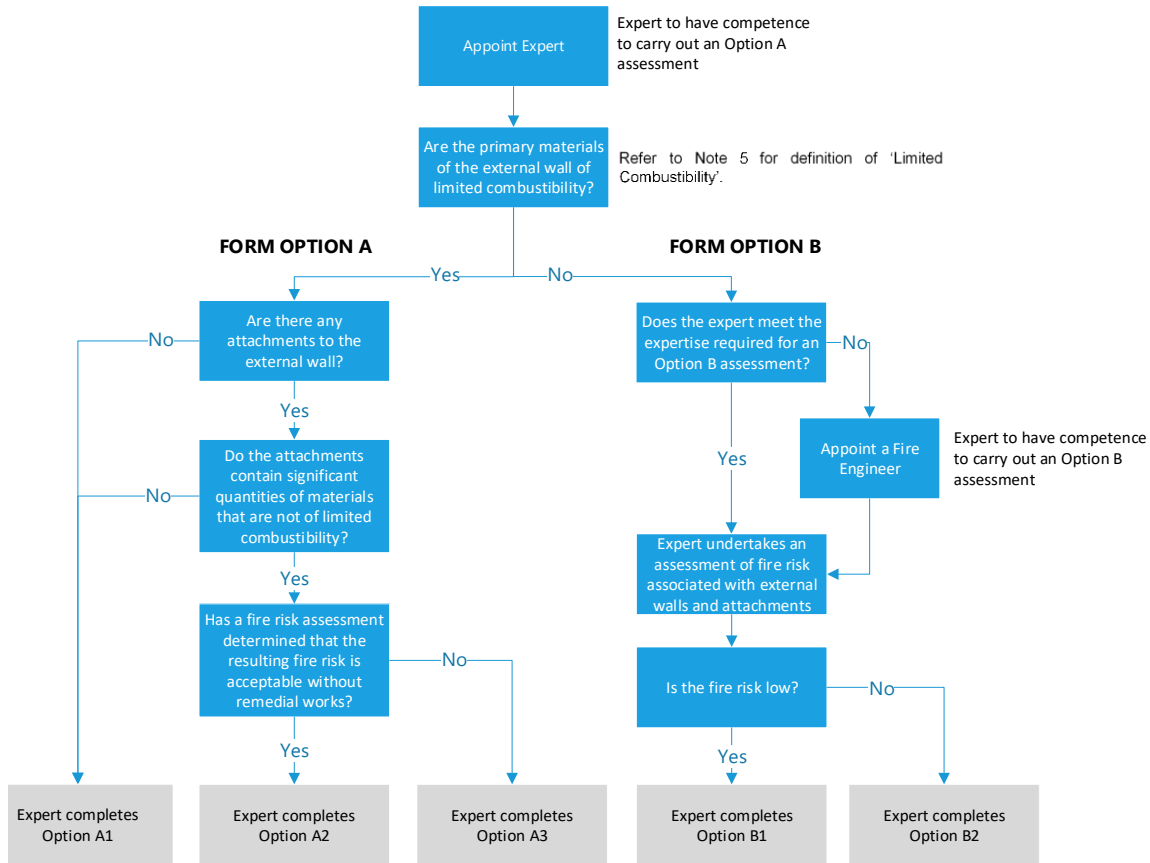 Appoint Expert
Expert to have competence
to carry out an Option A
assessment
Are the primary materials
of the external wall of
limited combustibility?
Refer to Note 5 for definition of 'Limited
Combustibility'.
FORM OPTION A
FORM OPTION B
Yes
No
Are there any
attachments to the
external wall?
No
Yes
Do the attachments
contain significant
quantities of materials
that are not of limited
combustibility?
No
Yes
Has a fire risk assessment
determined that the
resulting fire risk is
acceptable without
remedial works?
No
Yes
Does the expert meet the
expertise required for an
Option B assessment?
No
Yes
Appoint a Fire
Engineer
Expert to have competence
to carry out an Option B
assessment
Expert undertakes an
assessment of fire risk
associated with external
walls and attachments
Is the fire risk low?
No
Yes
Expert completes
Option A1
Expert completes
Option A2
Expert completes
Option A3
Expert completes
Option B1
Expert completes
Option B2